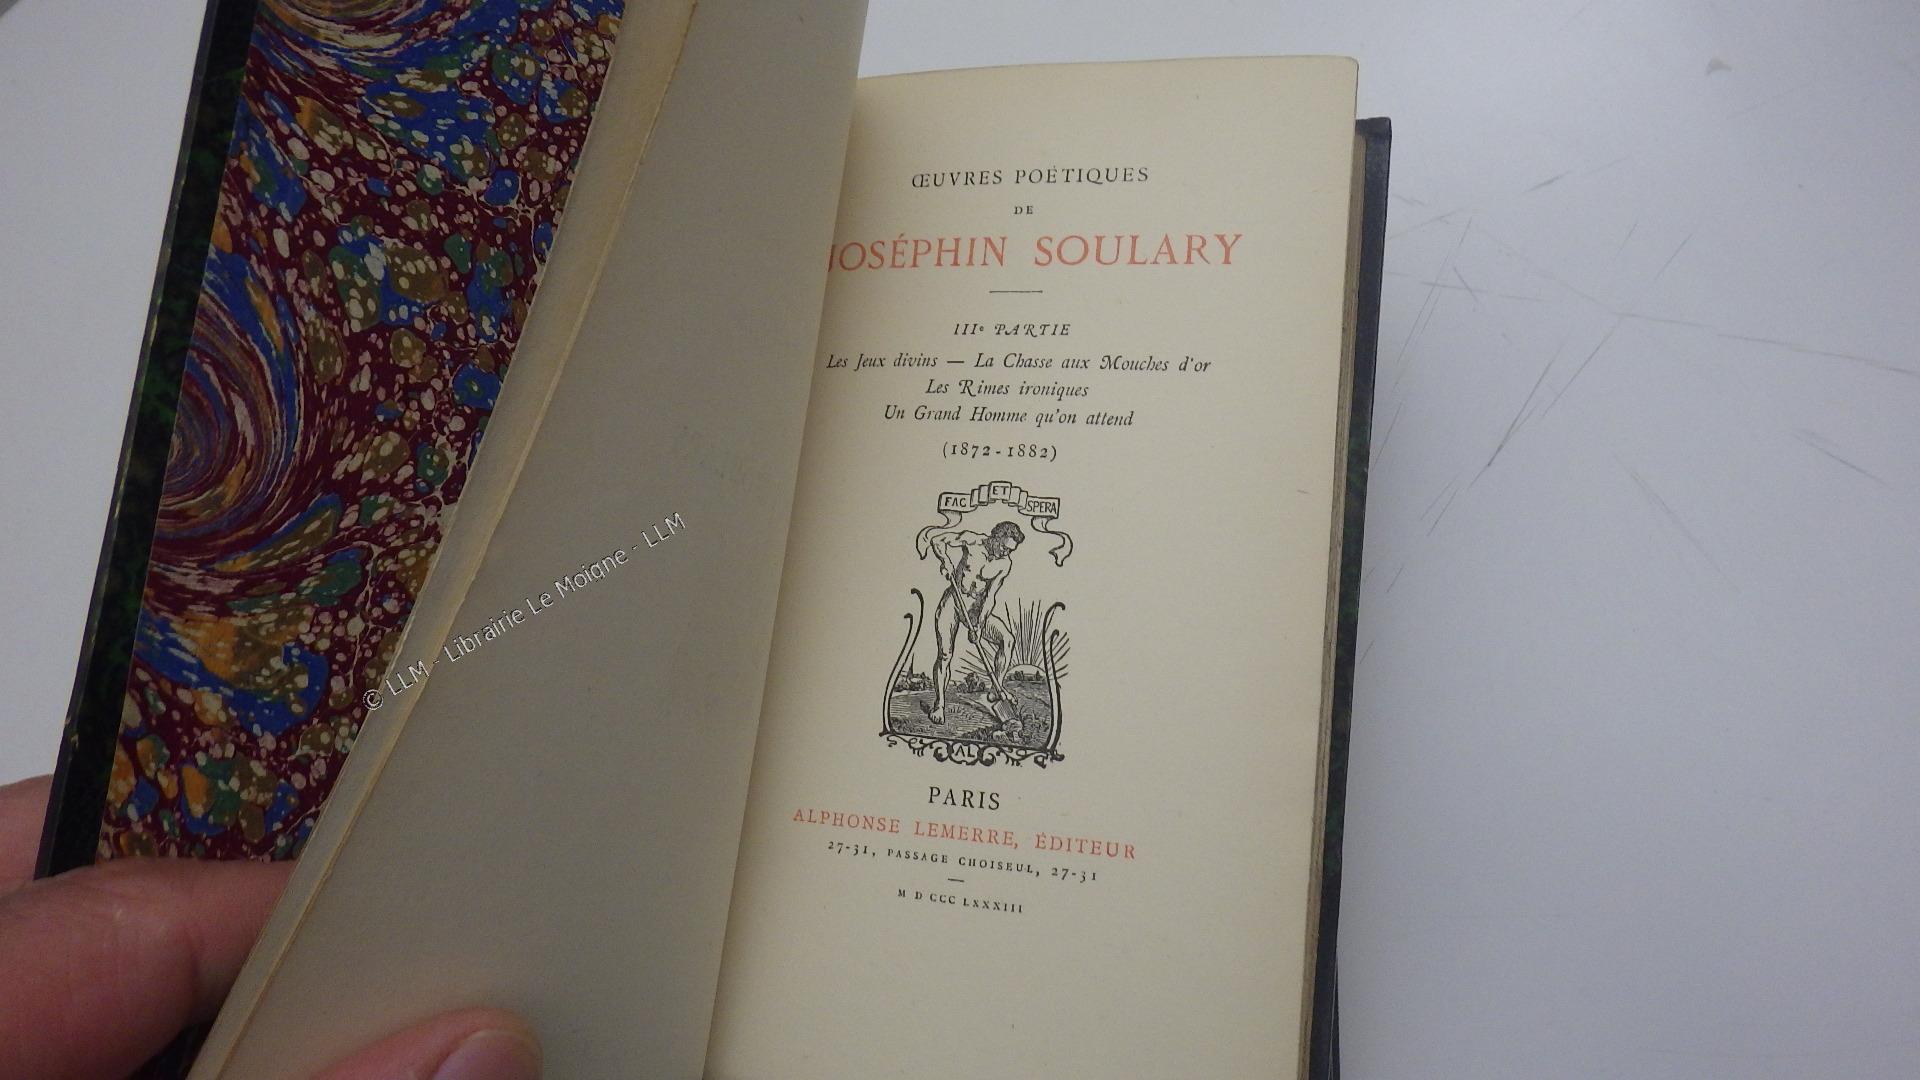 ŒUVRES POÉTIQUES
DE
JOSÉPHIN SOULARY
IIIe PARTIE
Les Jeux divins — La Chasse aux Mouches d'or
Les Rimes ironiques
Un Grand Homme qu'on attend
(1872-1882)
FAC ET SPERA
AL
PARIS
ALPHONSE LEMERRE, ÉDITEUR
27-31, PASSAGE CHOISEUL, 27-31
M D CCC LXXXIII
© LLM - Librairie Le Moigne - LLM